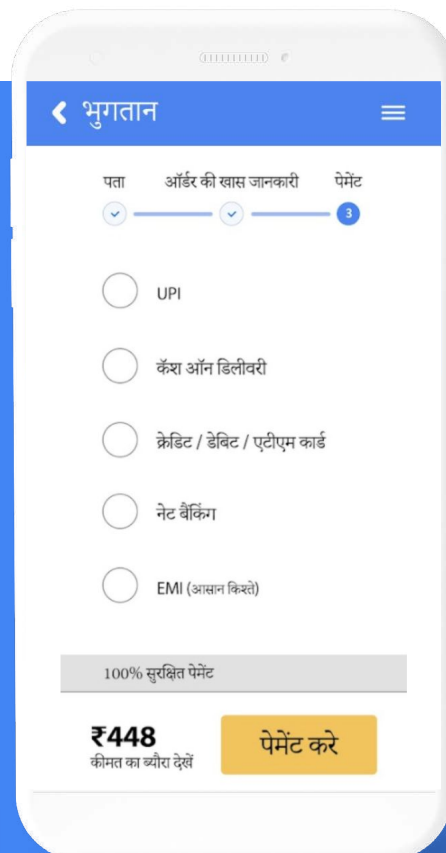 भुगतान
पता ऑर्डर की खास जानकारी पेमेंट
3
UPI
कॅश ऑन डिलीवरी
क्रेडिट / डेबिट / एटीएम कार्ड
नेट बैंकिंग
EMI (आसान किश्ते)
100% सुरक्षित पेमेंट
₹448
कीमत का ब्यौरा देखें
पेमेंट करे